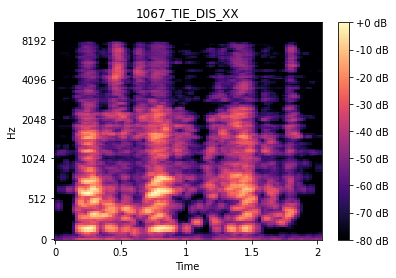 1067_TIE_DIS_XX
+0 dB
8192
-10 dB
4096
-20 dB
-30 dB
2048
Hz
-40 dB
1024
-50 dB
512
-60 dB
-70 dB
0
-80 dB
0 0.5 1 1.5 2
Time